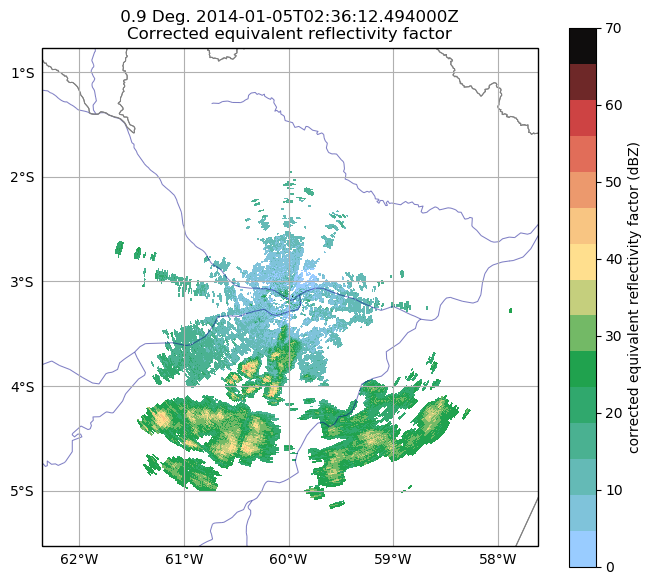 0.9 Deg. 2014-01-05T02:36:12.494000Z
Corrected equivalent reflectivity factor
1°S
2°S
3°S
4°S
5°S
62°W 61°W 60°W 59°W 58°W
70
60
50
40
30
20
10
0
corrected equivalent reflectivity factor (dBZ)